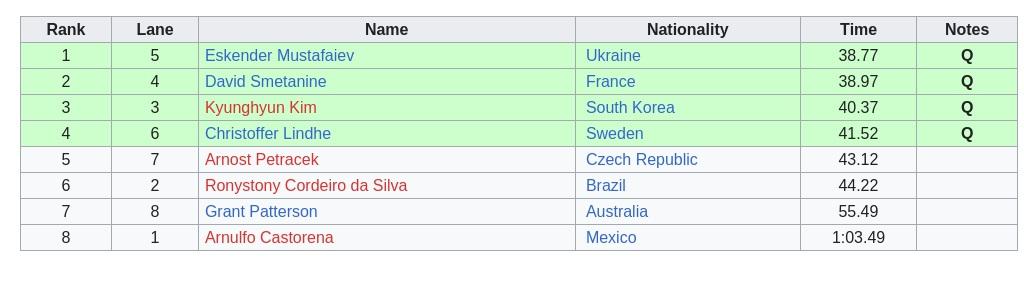 Rank Lane Name Nationality Time Notes
1 5 Eskender Mustafaiev Ukraine 38.77 Q
2 4 David Smetanine France 38.97 Q
3 3 Kyunghyun Kim South Korea 40.37 Q
4 6 Christoffer Lindhe Sweden 41.52 Q
5 7 Arnost Petracek Czech Republic 43.12
6 2 Ronystony Cordeiro da Silva Brazil 44.22
7 8 Grant Patterson Australia 55.49
8 1 Arnulfo Castorena Mexico 1:03.49